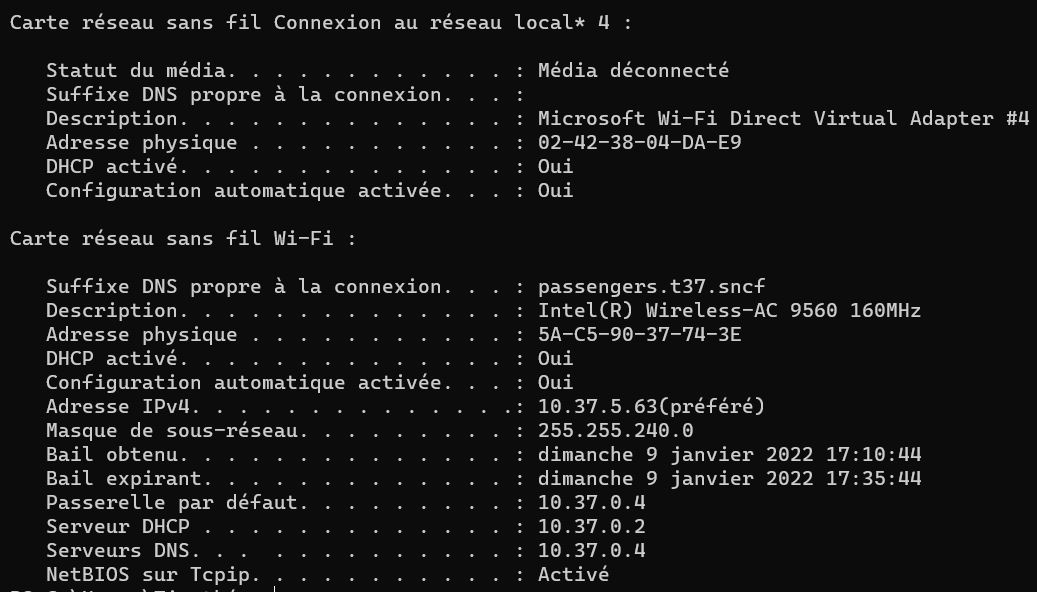 Carte réseau sans fil Connexion au réseau local* 4 :
Statut du média. . . . . . . . . . . . : Média déconnecté
Suffixe DNS propre à la connexion. . . :
Description. . . . . . . . . . . . . . : Microsoft Wi-Fi Direct Virtual Adapter #4
Adresse physique . . . . . . . . . . . : 02-42-38-04-DA-E9
DHCP activé. . . . . . . . . . . . . . : Oui
Configuration automatique activée. . . : Oui
Carte réseau sans fil Wi-Fi :
Suffixe DNS propre à la connexion. . . : passengers.t37.sncf
Description. . . . . . . . . . . . . . : Intel(R) Wireless-AC 9560 160MHz
Adresse physique . . . . . . . . . . . : 5A-C5-90-37-74-3E
DHCP activé. . . . . . . . . . . . . . : Oui
Configuration automatique activée. . . : Oui
Adresse IPv4. . . . . . . . . . . . . .: 10.37.5.63(préféré)
Masque de sous-réseau. . . . . . . . . : 255.255.240.0
Bail obtenu. . . . . . . . . . . . . . : dimanche 9 janvier 2022 17:10:44
Bail expirant. . . . . . . . . . . . . : dimanche 9 janvier 2022 17:35:44
Passerelle par défaut. . . . . . . . . : 10.37.0.4
Serveur DHCP . . . . . . . . . . . . . : 10.37.0.2
Serveurs DNS. . .  . . . . . . . . . . : 10.37.0.4
NetBIOS sur Tcpip. . . . . . . . . . . : Activé